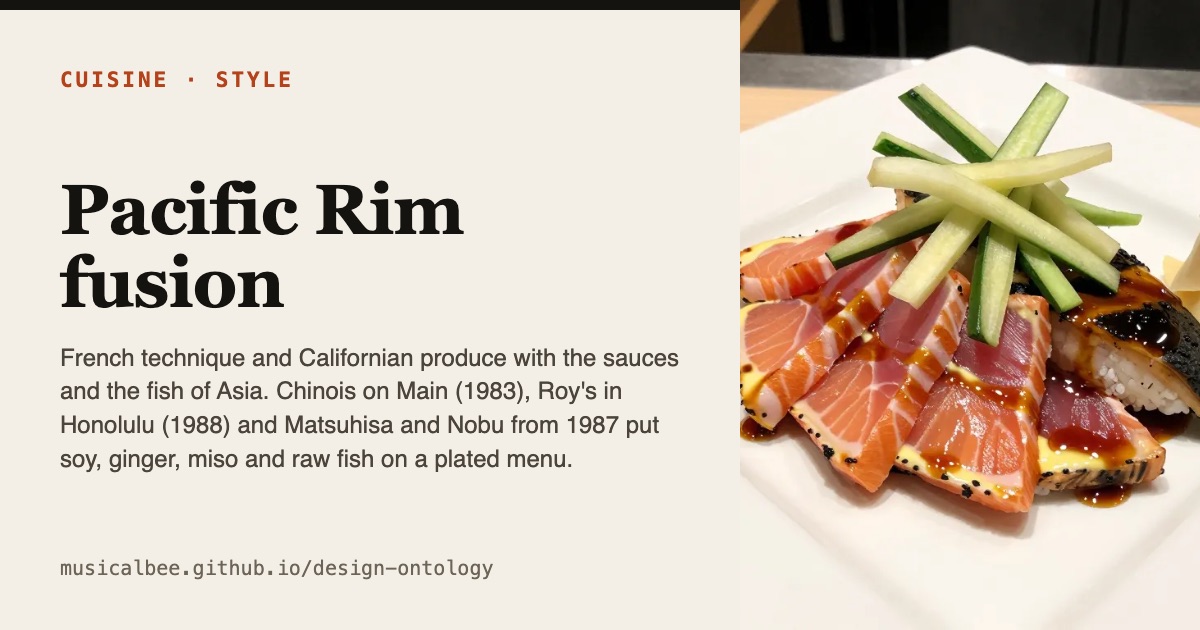 CUISINE · STYLE
Pacific Rim
fusion
French technique and Californian produce with the sauces
and the fish of Asia. Chinois on Main (1983), Roy's in
Honolulu (1988) and Matsuhisa and Nobu from 1987 put
soy, ginger, miso and raw fish on a plated menu.
musicalbee.github.io/design-ontology